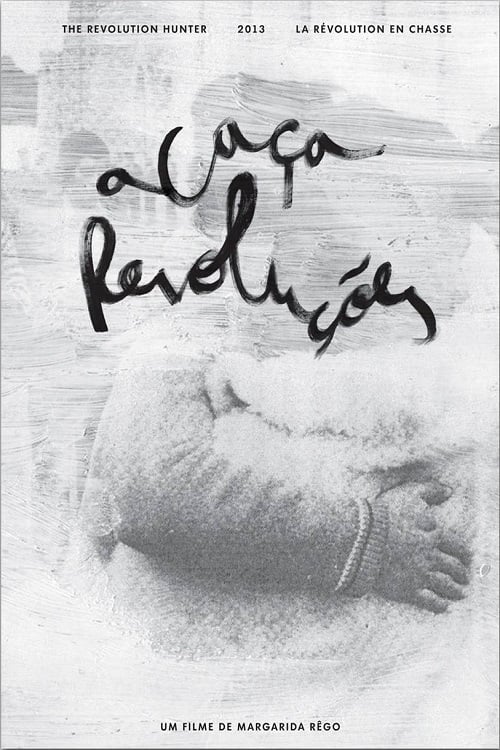 THE REVOLUTION HUNTER 2013 LA RÉVOLUTION EN CHASSE
a caça
Revoluções
UM FILME DE MARGARIDA RÊGO